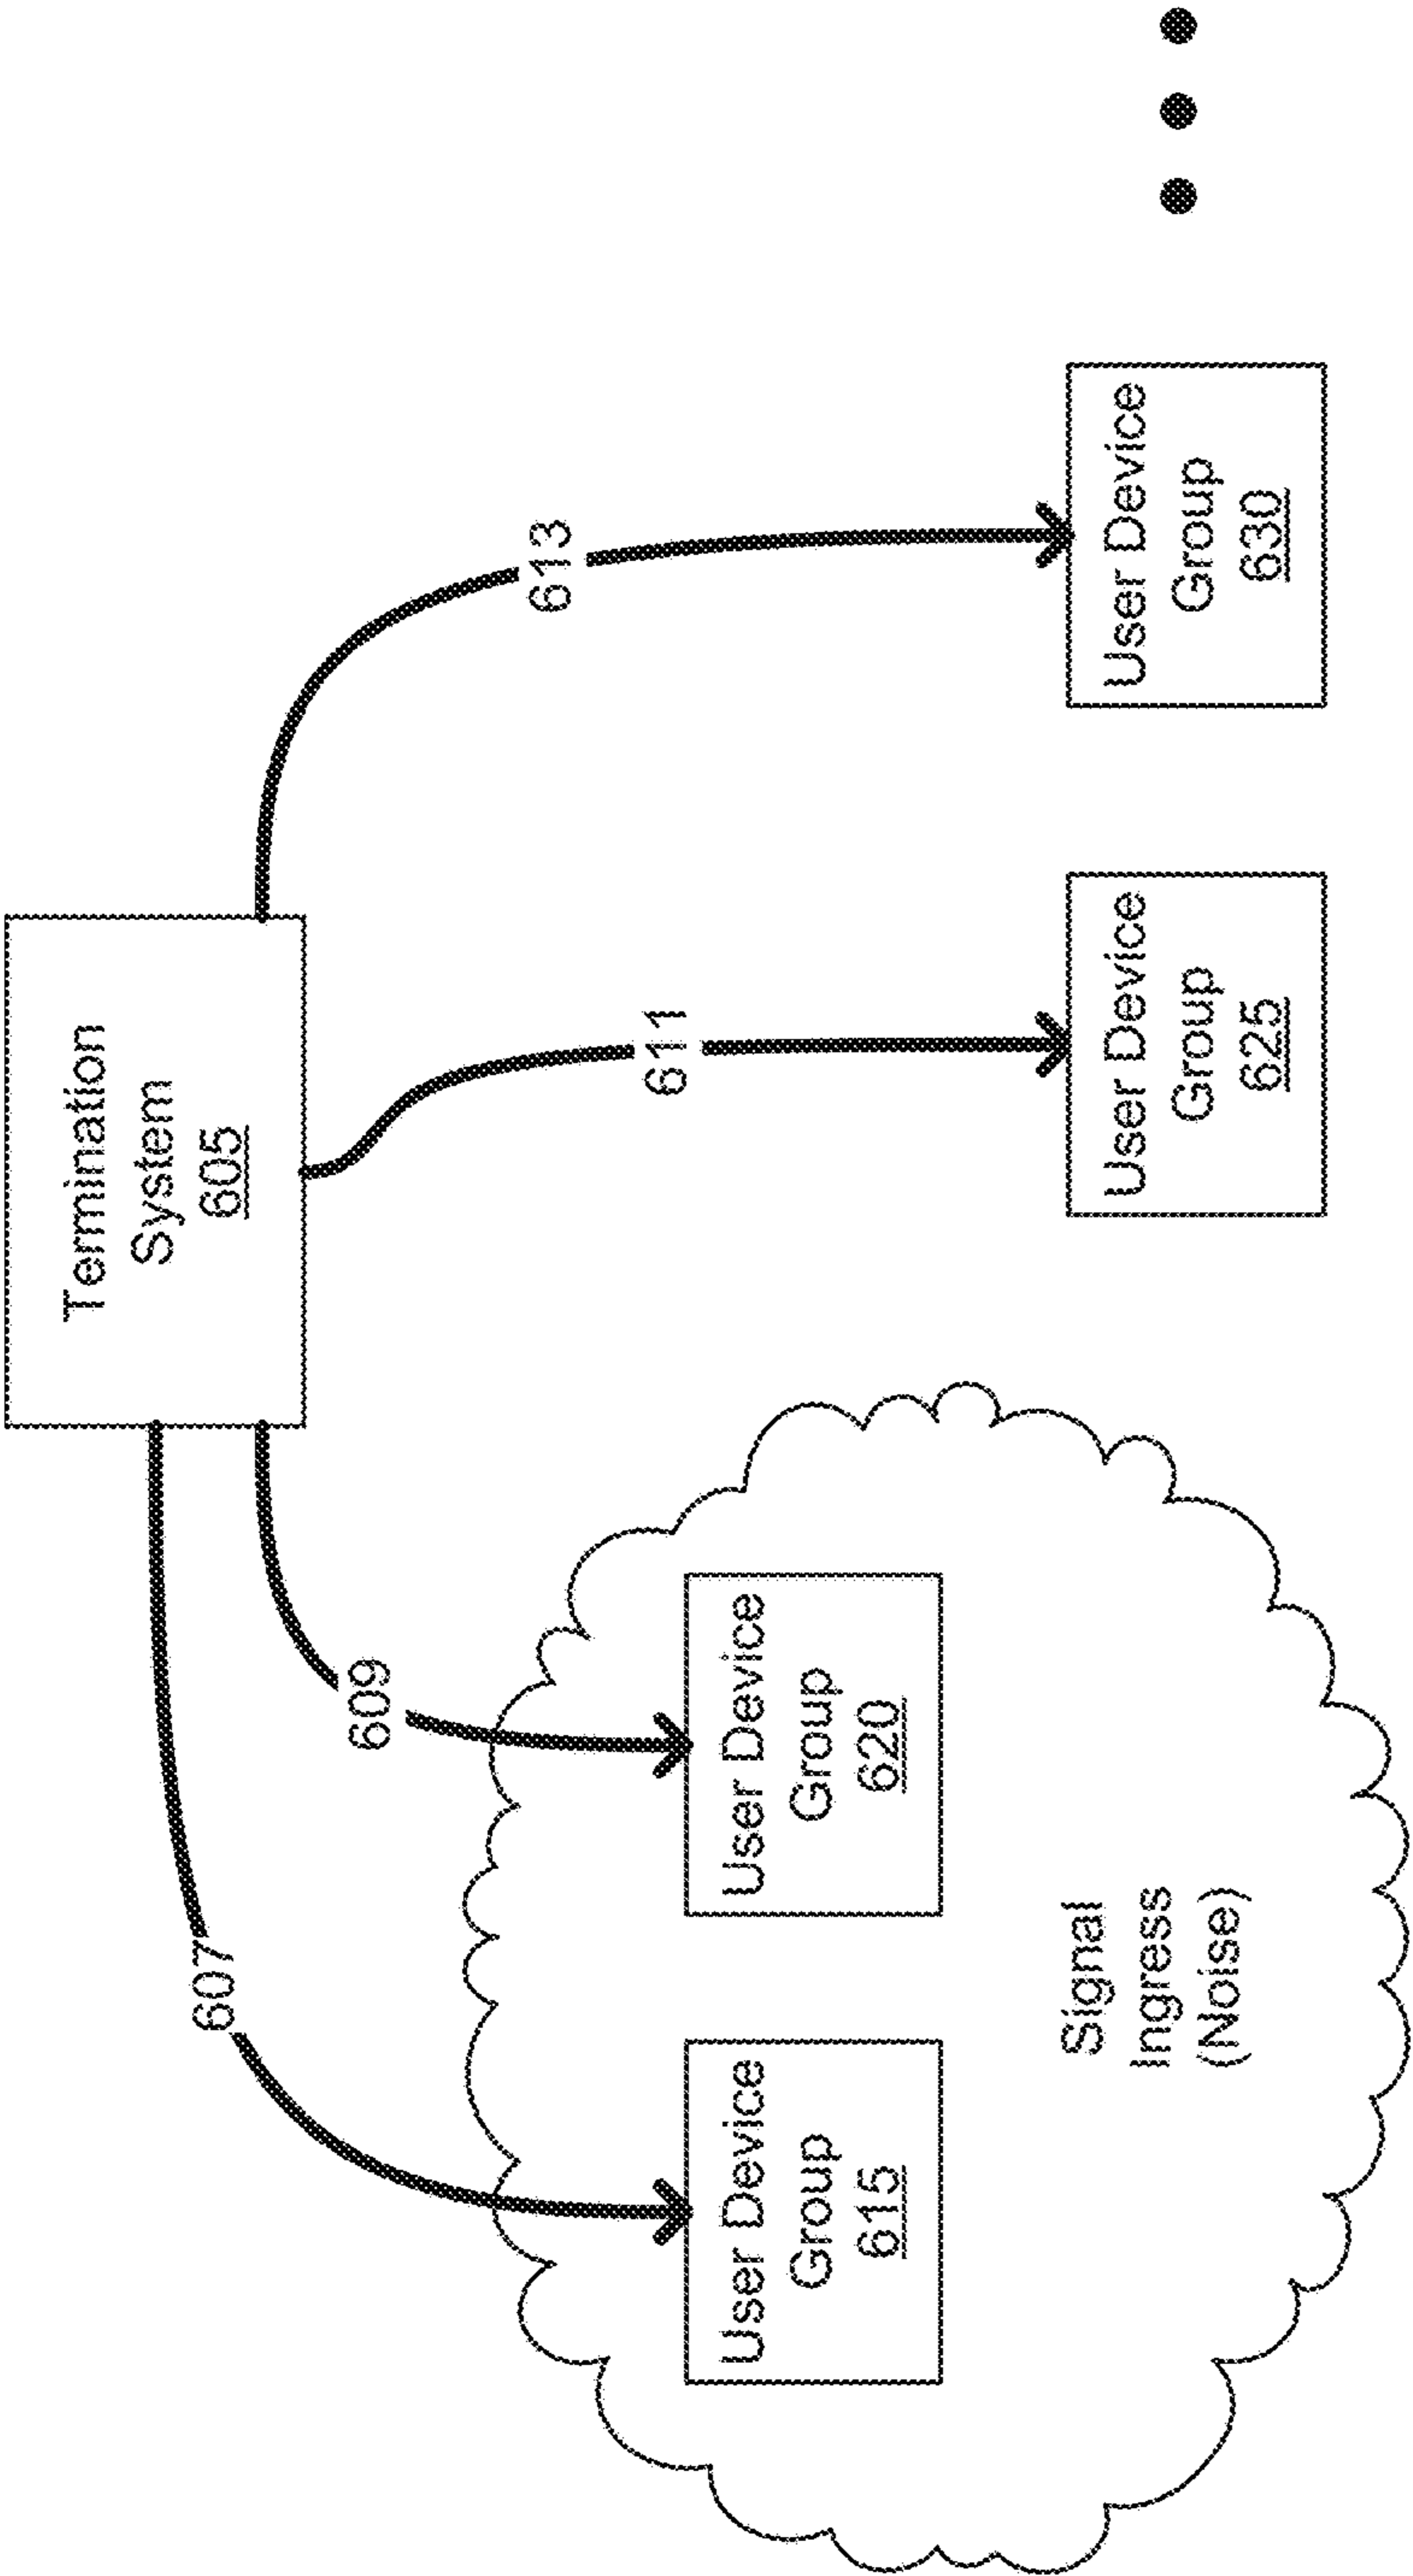 Termination
System
605
607
609
611
613
User Device
Group
615
User Device
Group
620
User Device
Group
625
User Device
Group
630
Signal
Ingress
(Noise)